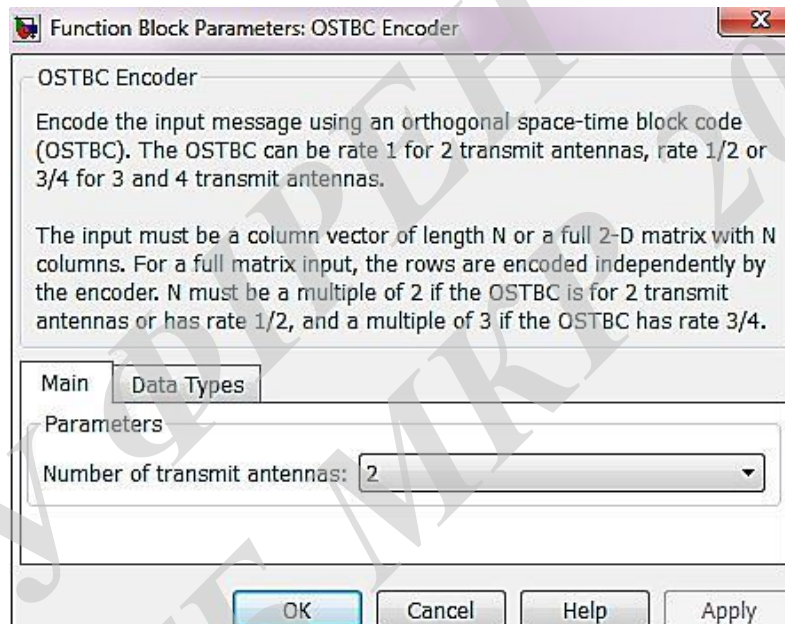 Function Block Parameters: OSTBC Encoder
OSTBC Encoder
Encode the input message using an orthogonal space-time block code
(OSTBC). The OSTBC can be rate 1 for 2 transmit antennas, rate 1/2 or
3/4 for 3 and 4 transmit antennas.
The input must be a column vector of length N or a full 2-D matrix with N
columns. For a full matrix input, the rows are encoded independently by
the encoder. N must be a multiple of 2 if the OSTBC is for 2 transmit
antennas or has rate 1/2, and a multiple of 3 if the OSTBC has rate 3/4.
Main Data Types
Parameters
Number of transmit antennas: 2
OK Cancel Help Apply